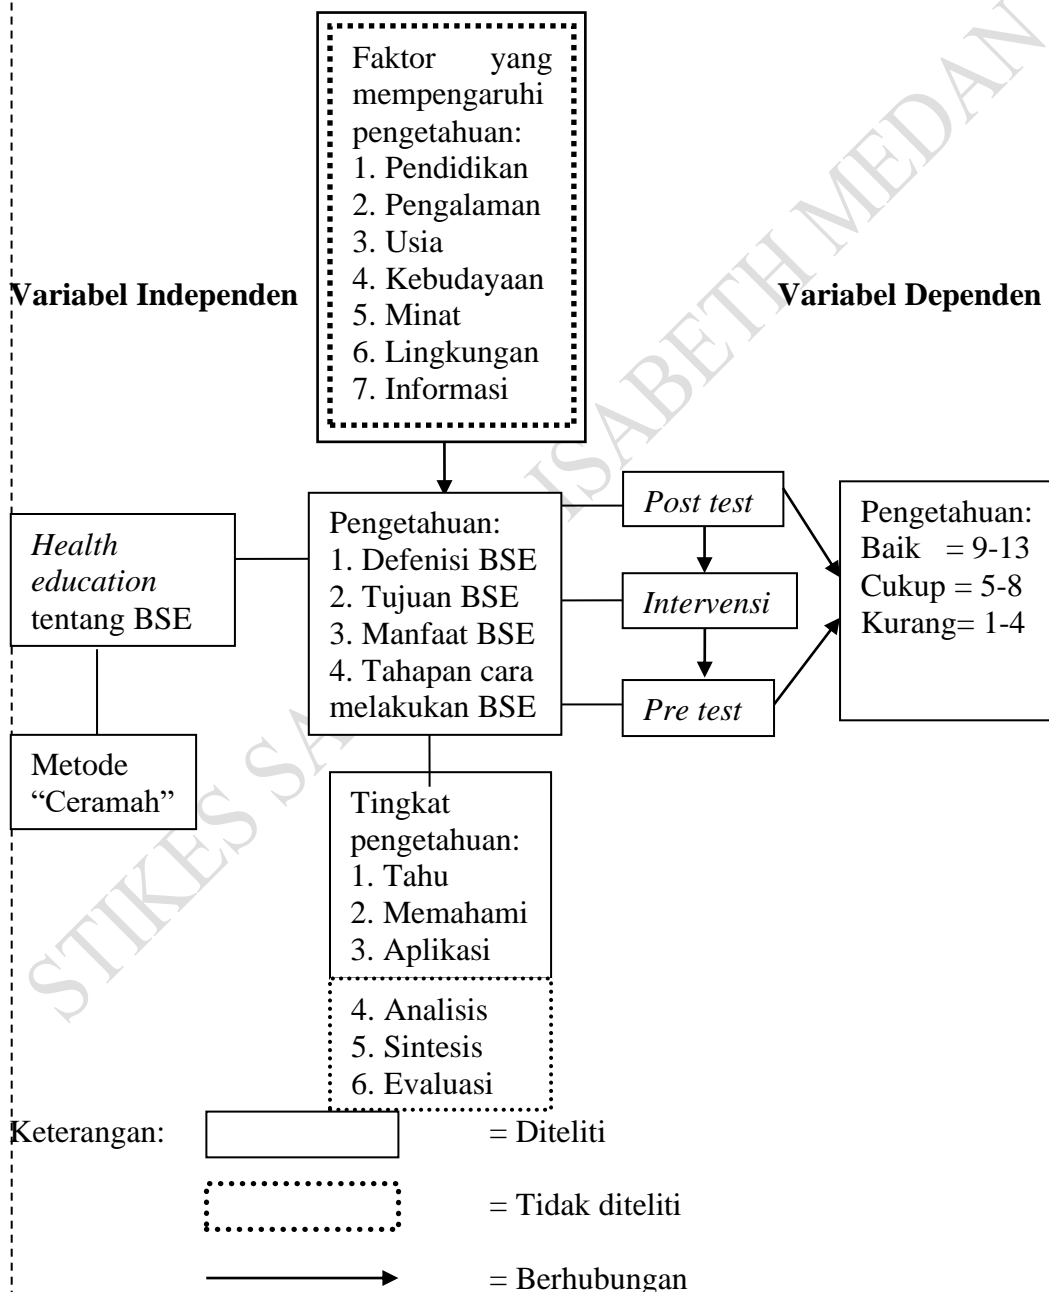 Faktor yang
mempengaruhi
pengetahuan:
1. Pendidikan
2. Pengalaman
3. Usia
4. Kebudayaan
5. Minat
6. Lingkungan
7. Informasi
Variabel Independen
Variabel Dependen
Health
education
tentang BSE
Metode
“Ceramah”
Pengetahuan:
1. Defenisi BSE
2. Tujuan BSE
3. Manfaat BSE
4. Tahapan cara
melakukan BSE
Post test
Intervensi
Pre test
Pengetahuan:
Baik = 9-13
Cukup = 5-8
Kurang= 1-4
Tingkat
pengetahuan:
1. Tahu
2. Memahami
3. Aplikasi
4. Analisis
5. Sintesis
6. Evaluasi
Keterangan:
= Diteliti
= Tidak diteliti
= Berhubungan
STIKES SA ISABETH MEDAN